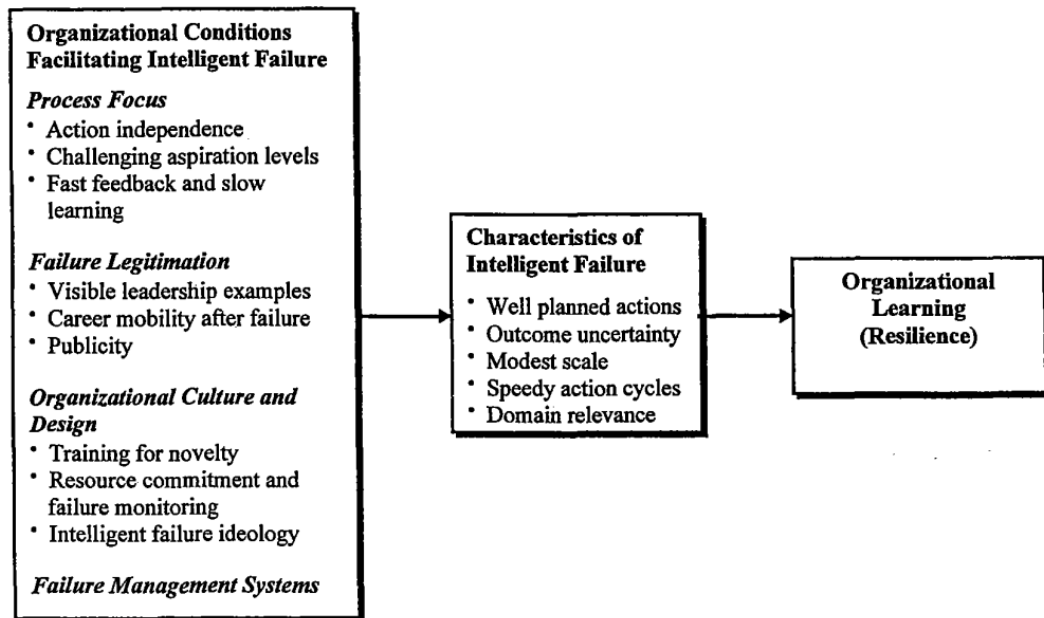 Organizational Conditions
Facilitating Intelligent Failure
Process Focus
• Action independence
• Challenging aspiration levels
• Fast feedback and slow
learning
Failure Legitimation
• Visible leadership examples
• Career mobility after failure
• Publicity
Organizational Culture and
Design
• Training for novelty
• Resource commitment and
failure monitoring
• Intelligent failure ideology
Failure Management Systems
Characteristics of
Intelligent Failure
• Well planned actions
• Outcome uncertainty
• Modest scale
• Speedy action cycles
• Domain relevance
Organizational
Learning
(Resilience)